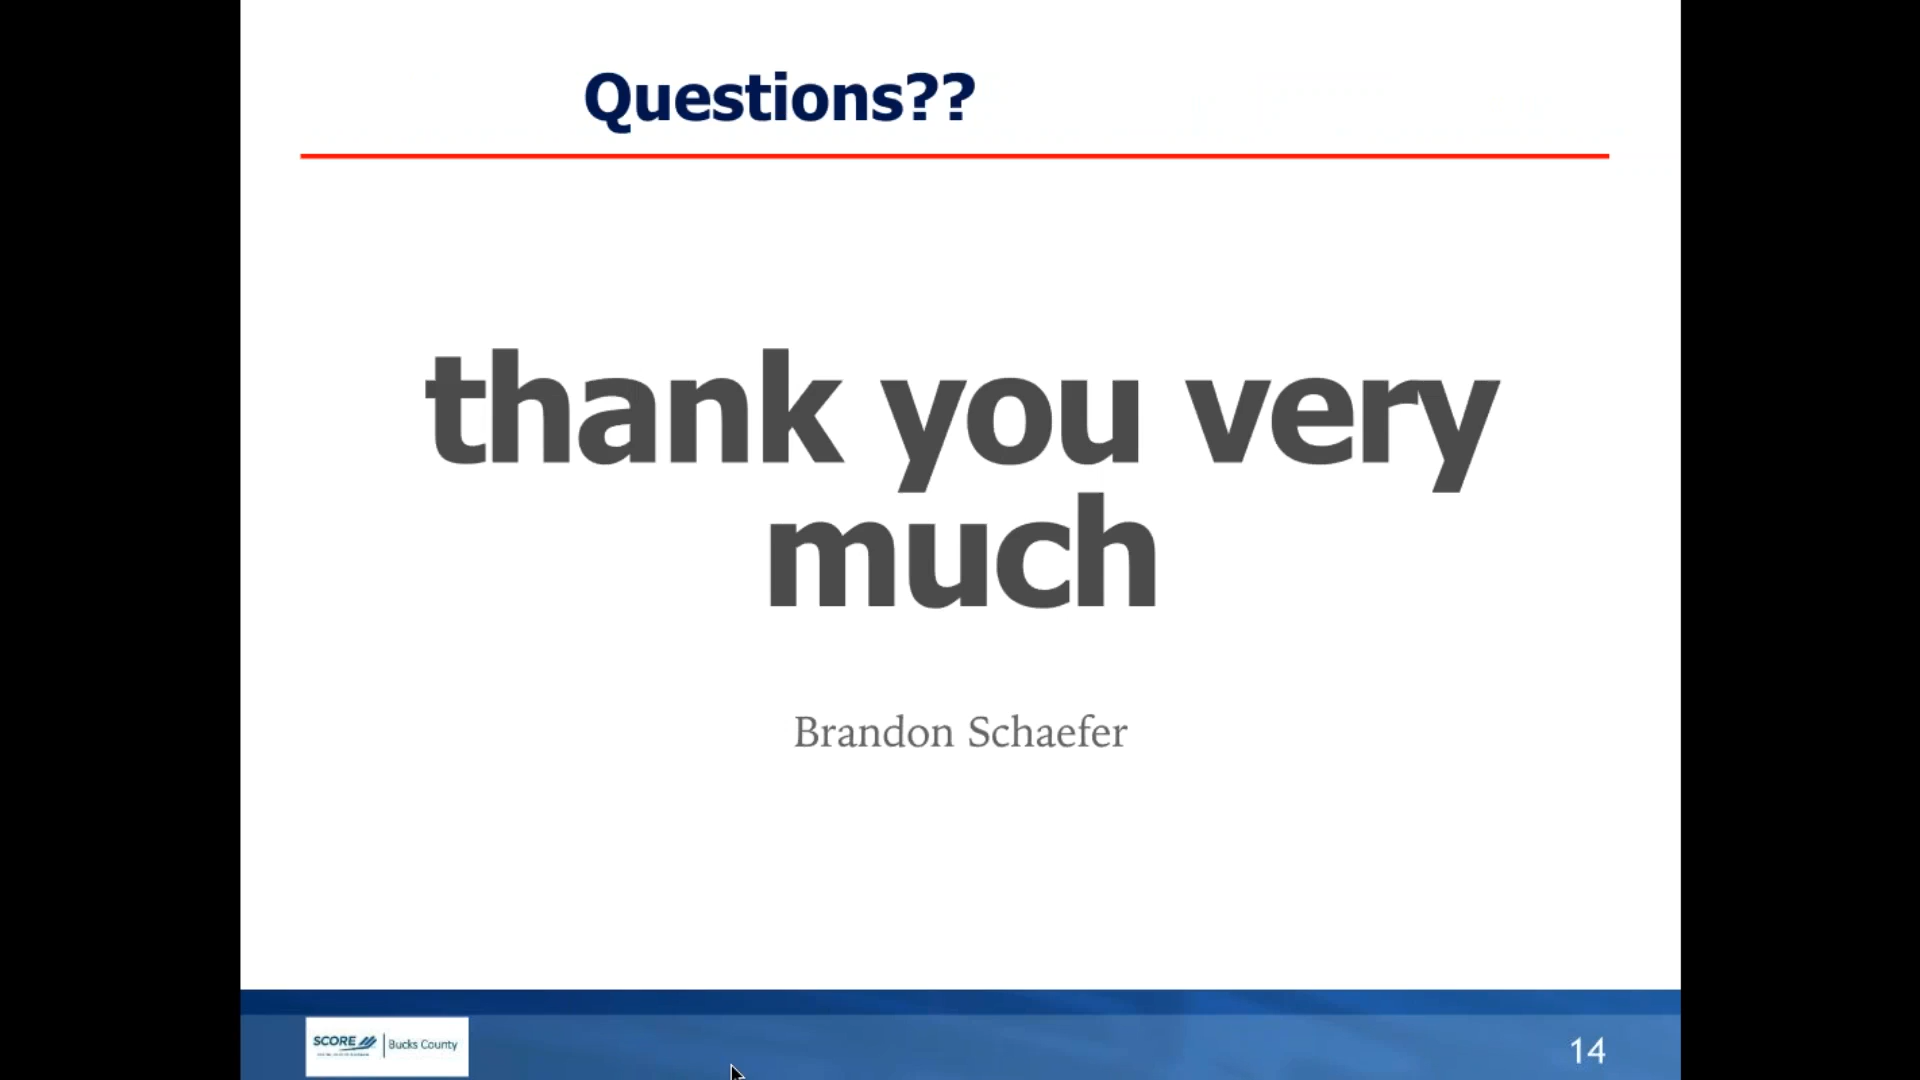 Questions??
thank you very
much
Brandon Schaefer
SCORE
Bucks County
14